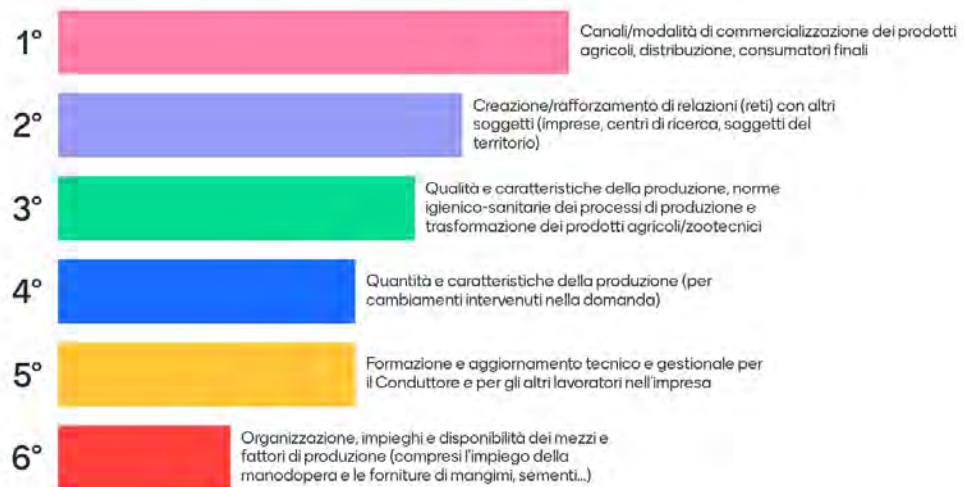 1°
Canali/modalità di commercializzazione dei prodotti
agricoli, distribuzione, consumatori finali
2°
Creazione/rafforzamento di relazioni (reti) con altri
soggetti (imprese, centri di ricerca, soggetti del
territorio)
3°
Qualità e caratteristiche della produzione, norme
igienico-sanitarie dei processi di produzione e
trasformazione dei prodotti agricoli/zootecnici
4°
Quantità e caratteristiche della produzione (per
cambiamenti intervenuti nella domanda)
5°
Formazione e aggiornamento tecnico e gestionale per
il Conduttore e per gli altri lavoratori nell'impresa
6°
Organizzazione, impieghi e disponibilità dei mezzi e
fattori di produzione (compresi l'impiego della
manodopera e le forniture di mangimi, sementi...)